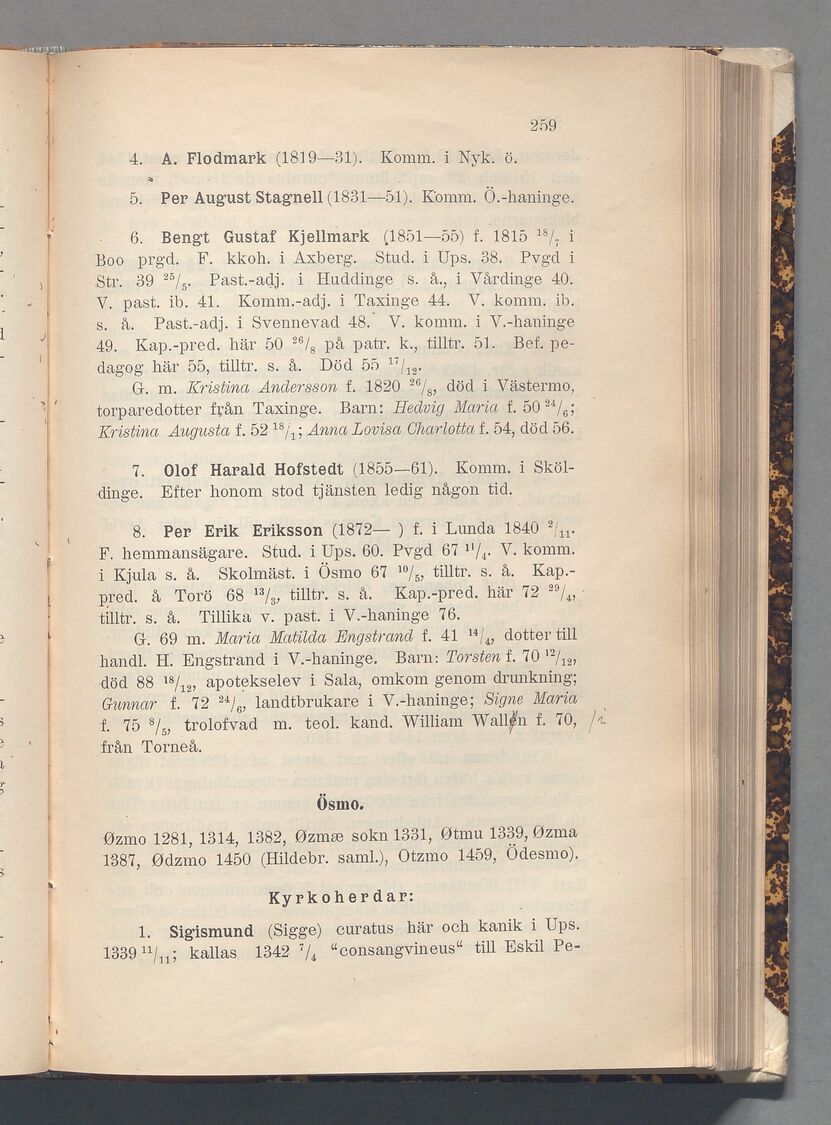 259
4. A. Flodmark (1819—31). Komm. i Nyk. ö.
5. Per August Stagnell (1831—51). Komm. Ö.-haninge.
6. Bengt Gustaf Kjellmark (1851—55) f. 1815 18/7 i
Boo prgd. F. kkoh. i Axberg. Stud. i Ups. 38. Pvgd i
Str. 39 25/5. Past.-adj. i Huddinge s. å., i Vårdinge 40.
V. past. ib. 41. Komm.-adj. i Taxinge 44. V. komm. ib.
s. å. Past.-adj. i Svennevad 48. V. komm. i V.-haninge
49. Kap.-pred. här 50 26/8 på patr. k., tilltr. 51. Bef. pe-
dagog här 55, tilltr. s. å. Död 55 17/12.
G. m. Kristina Andersson f. 1820 26/8, död i Västermo,
torparedotter från Taxinge. Barn: Hedvig Maria f. 50 24/6;
Kristina Augusta f. 52 18/1; Anna Lovisa Charlotta f. 54, död 56.
7. Olof Harald Hofstedt (1855—61). Komm. i Sköl-
dinge. Efter honom stod tjänsten ledig någon tid.
8. Per Erik Eriksson (1872— ) f. i Lunda 1840 2/11.
F. hemmansägare. Stud. i Ups. 60. Pvgd 67 11/4. V. komm.
i Kjula s. å. Skolmäst. i Ösmo 67 10/5, tilltr. s. å. Kap.-
pred. å Torö 68 13/3, tilltr. s. å. Kap.-pred. här 72 29/4,
tilltr. s. å. Tillika v. past. i V.-haninge 76.
G. 69 m. Maria Matilda Engstrand f. 41 14/4, dotter till
handl. H. Engstrand i V.-haninge. Barn: Torsten f. 70 12/12,
död 88 18/12, apotekselev i Sala, omkom genom drunkning;
Gunnar f. 72 24/6, landtbrukare i V.-haninge; Signe Maria
f. 75 8/5, trolofvad m. teol. kand. William Wallén f. 70, /i
från Torneå.
Ösmo.
Øzmo 1281, 1314, 1382, Øzmæ sokn 1331, Øtmu 1339, Øzma
1387, Ødzmo 1450 (Hildebr. saml.), Otzmo 1459, Ödesmo).
Kyrkoherdar:
1. Sigismund (Sigge) curatus här och kanik i Ups.
1339 11/11; kallas 1342 7/4 “consangvineus“ till Eskil Pe-